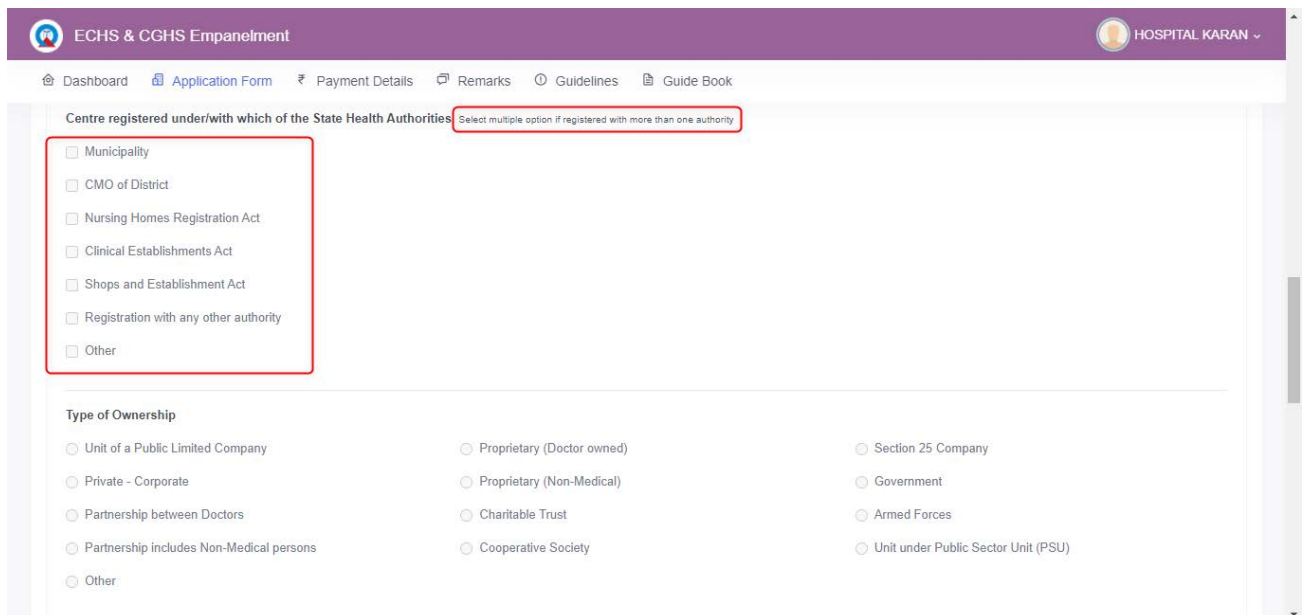 ECHS & CGHS Empanelment
HOSPITAL KARAN
Dashboard Application Form ₹ Payment Details Remarks Guidelines Guide Book
Centre registered under/with which of the State Health Authorities Select multiple option if registered with more than one authority
Municipality
CMO of District
Nursing Homes Registration Act
Clinical Establishments Act
Shops and Establishment Act
Registration with any other authority
Other
Type of Ownership
Unit of a Public Limited Company Proprietary (Doctor owned) Section 25 Company
Private - Corporate Proprietary (Non-Medical) Government
Partnership between Doctors Charitable Trust Armed Forces
Partnership includes Non-Medical persons Cooperative Society Unit under Public Sector Unit (PSU)
Other